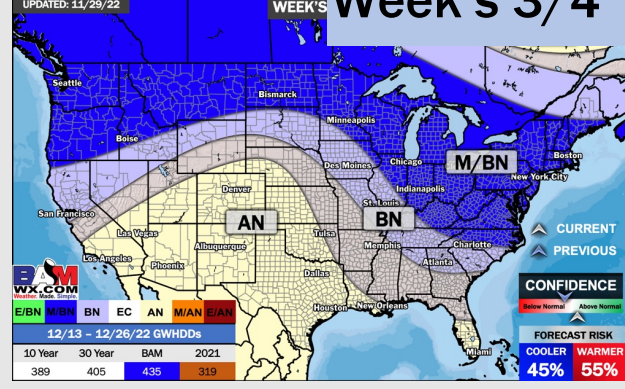 UPDATED: 11/29/22
WEEK'S
Week's 3/4
Seattle
Bismarck
Minneapolis
Boise
Des Moines
Chicago
M/BN
Boston
New York City
Denver
Indianapolis
St. Louis
San Francisco
AN
BN
CURRENT
Las Vegas
Tulsa
Charlotte
PREVIOUS
Albuquerque
Memphis
Los Angeles
Atlanta
Phoenix
Dallas
BAM
WX.COM
Weather. Made. Simple.
CONFIDENCE
Below Normal
Above Normal
Houston
New Orleans
E/BN M/BN BN EC AN M/AN E/AN
12/13 – 12/26/22 GWHDDs
10 Year 30 Year BAM 2021
389 405 435 319
Miami
FORECAST RISK
COOLER WARMER
45% 55%